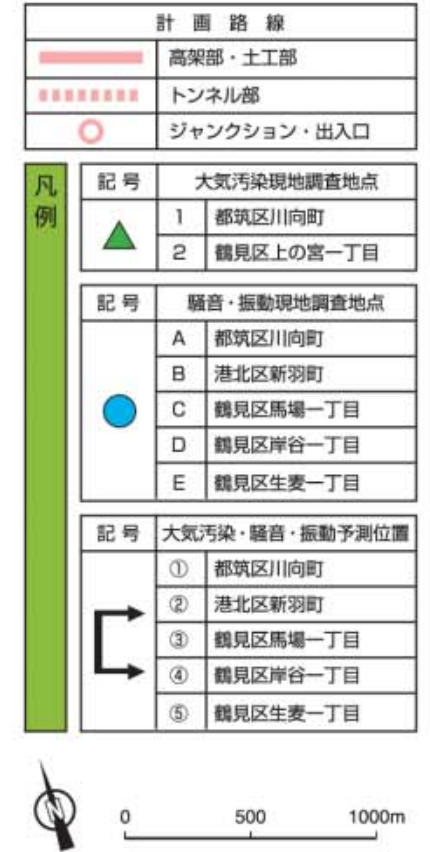 計画路線
高架部・土工部
トンネル部
ジャンクション・出入口
凡例
記号 大気汚染現地調査地点
1 都筑区川向町
2 鶴見区上の宮一丁目
記号 騒音・振動現地調査地点
A 都筑区川向町
B 港北区新羽町
C 鶴見区馬場一丁目
D 鶴見区岸谷一丁目
E 鶴見区生麦一丁目
記号 大気汚染・騒音・振動予測位置
① 都筑区川向町
② 港北区新羽町
③ 鶴見区馬場一丁目
④ 鶴見区岸谷一丁目
⑤ 鶴見区生麦一丁目
N
0 500 1000m